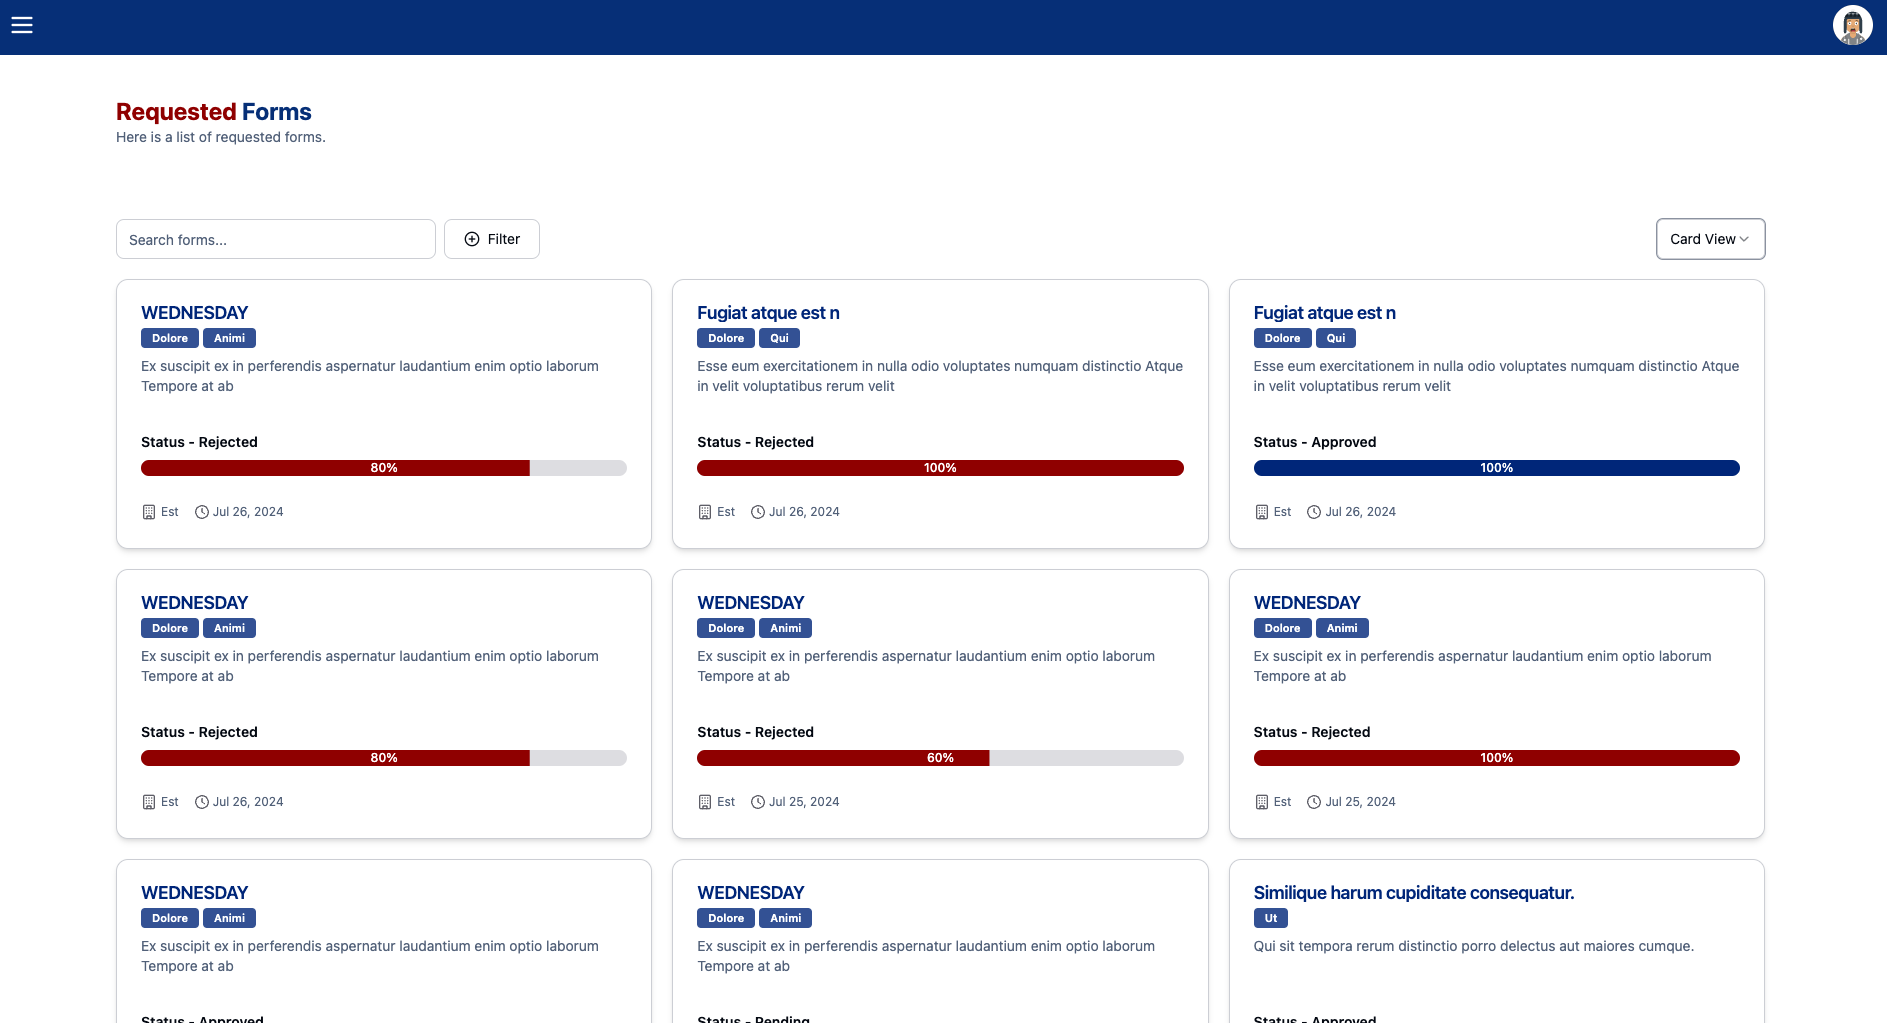 Requested Forms
Here is a list of requested forms.
Search forms...
Filter
Card View
WEDNESDAY
Dolore Animi
Ex suscipit ex in perferendis aspernatur laudantium enim optio laborum
Tempore at ab
Status - Rejected
80%
Est Jul 26, 2024
Fugiat atque est n
Dolore Qui
Esse eum exercitationem in nulla odio voluptates numquam distinctio Atque
in velit voluptatibus rerum velit
Status - Rejected
100%
Est Jul 26, 2024
Fugiat atque est n
Dolore Qui
Esse eum exercitationem in nulla odio voluptates numquam distinctio Atque
in velit voluptatibus rerum velit
Status - Approved
100%
Est Jul 26, 2024
WEDNESDAY
Dolore Animi
Ex suscipit ex in perferendis aspernatur laudantium enim optio laborum
Tempore at ab
Status - Rejected
80%
Est Jul 26, 2024
WEDNESDAY
Dolore Animi
Ex suscipit ex in perferendis aspernatur laudantium enim optio laborum
Tempore at ab
Status - Rejected
60%
Est Jul 25, 2024
WEDNESDAY
Dolore Animi
Ex suscipit ex in perferendis aspernatur laudantium enim optio laborum
Tempore at ab
Status - Rejected
100%
Est Jul 25, 2024
WEDNESDAY
Dolore Animi
Ex suscipit ex in perferendis aspernatur laudantium enim optio laborum
Tempore at ab
Status - Approved
WEDNESDAY
Dolore Animi
Ex suscipit ex in perferendis aspernatur laudantium enim optio laborum
Tempore at ab
Status - Pending
Similique harum cupiditate consequatur.
Ut
Qui sit tempora rerum distinctio porro delectus aut maiores cumque.
Status - Approved